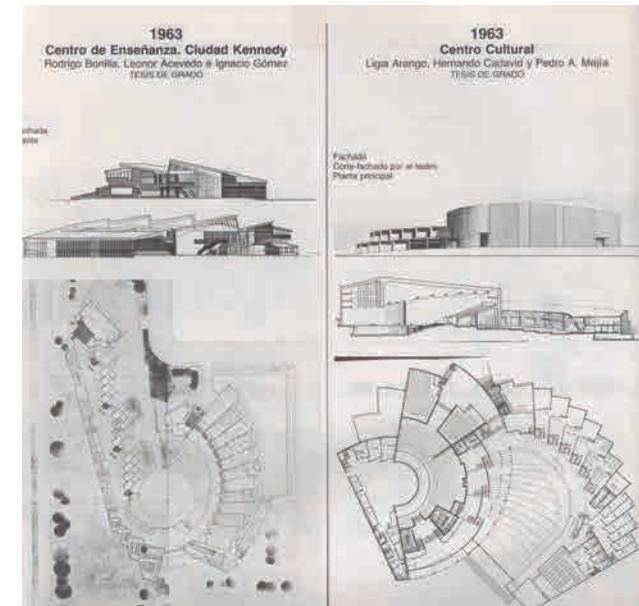 1963
Centro de Enseñanza. Ciudad Kennedy
Rodrigo Bonilla, Leonor Acevedo e Ignacio Gómez
TESIS DE GRADO
1963
Centro Cultural
Ligia Arango, Hernando Cadavid y Pedro A. Mejía
TESIS DE GRADO
Fachada
Corte-fachada por el teatro
Planta principal